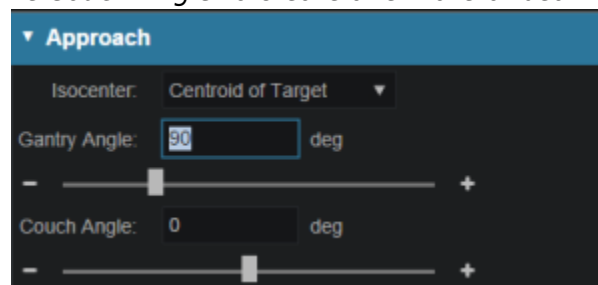 ▼ Approach
Isocenter: Centroid of Target ▼
Gantry Angle: 90 deg
− +
Couch Angle: 0 deg
− +